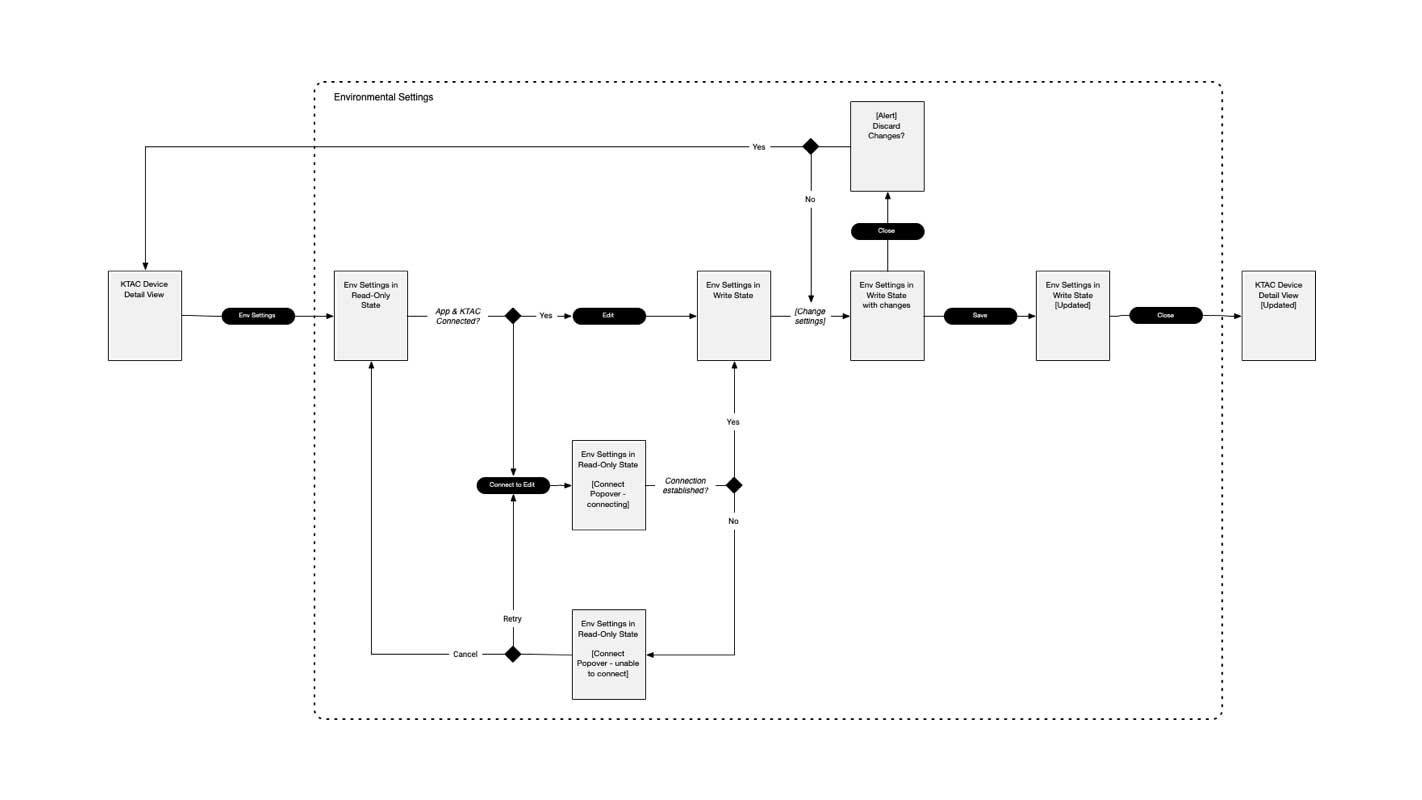 Environmental Settings
[Alert]
Discard
Changes?
Yes
No
Close
KTAC Device
Detail View
Env Settings
Env Settings in
Read-Only
State
App & KTAC
Connected?
Yes
Edit
Env Settings in
Write State
[Change
settings]
Env Settings in
Write State
with changes
Save
Env Settings in
Write State
[Updated]
Close
KTAC Device
Detail View
[Updated]
Yes
Connect to Edit
Env Settings in
Read-Only State
[Connect
Popover -
connecting]
Connection
established?
No
Retry
Cancel
Env Settings in
Read-Only State
[Connect
Popover - unable
to connect]